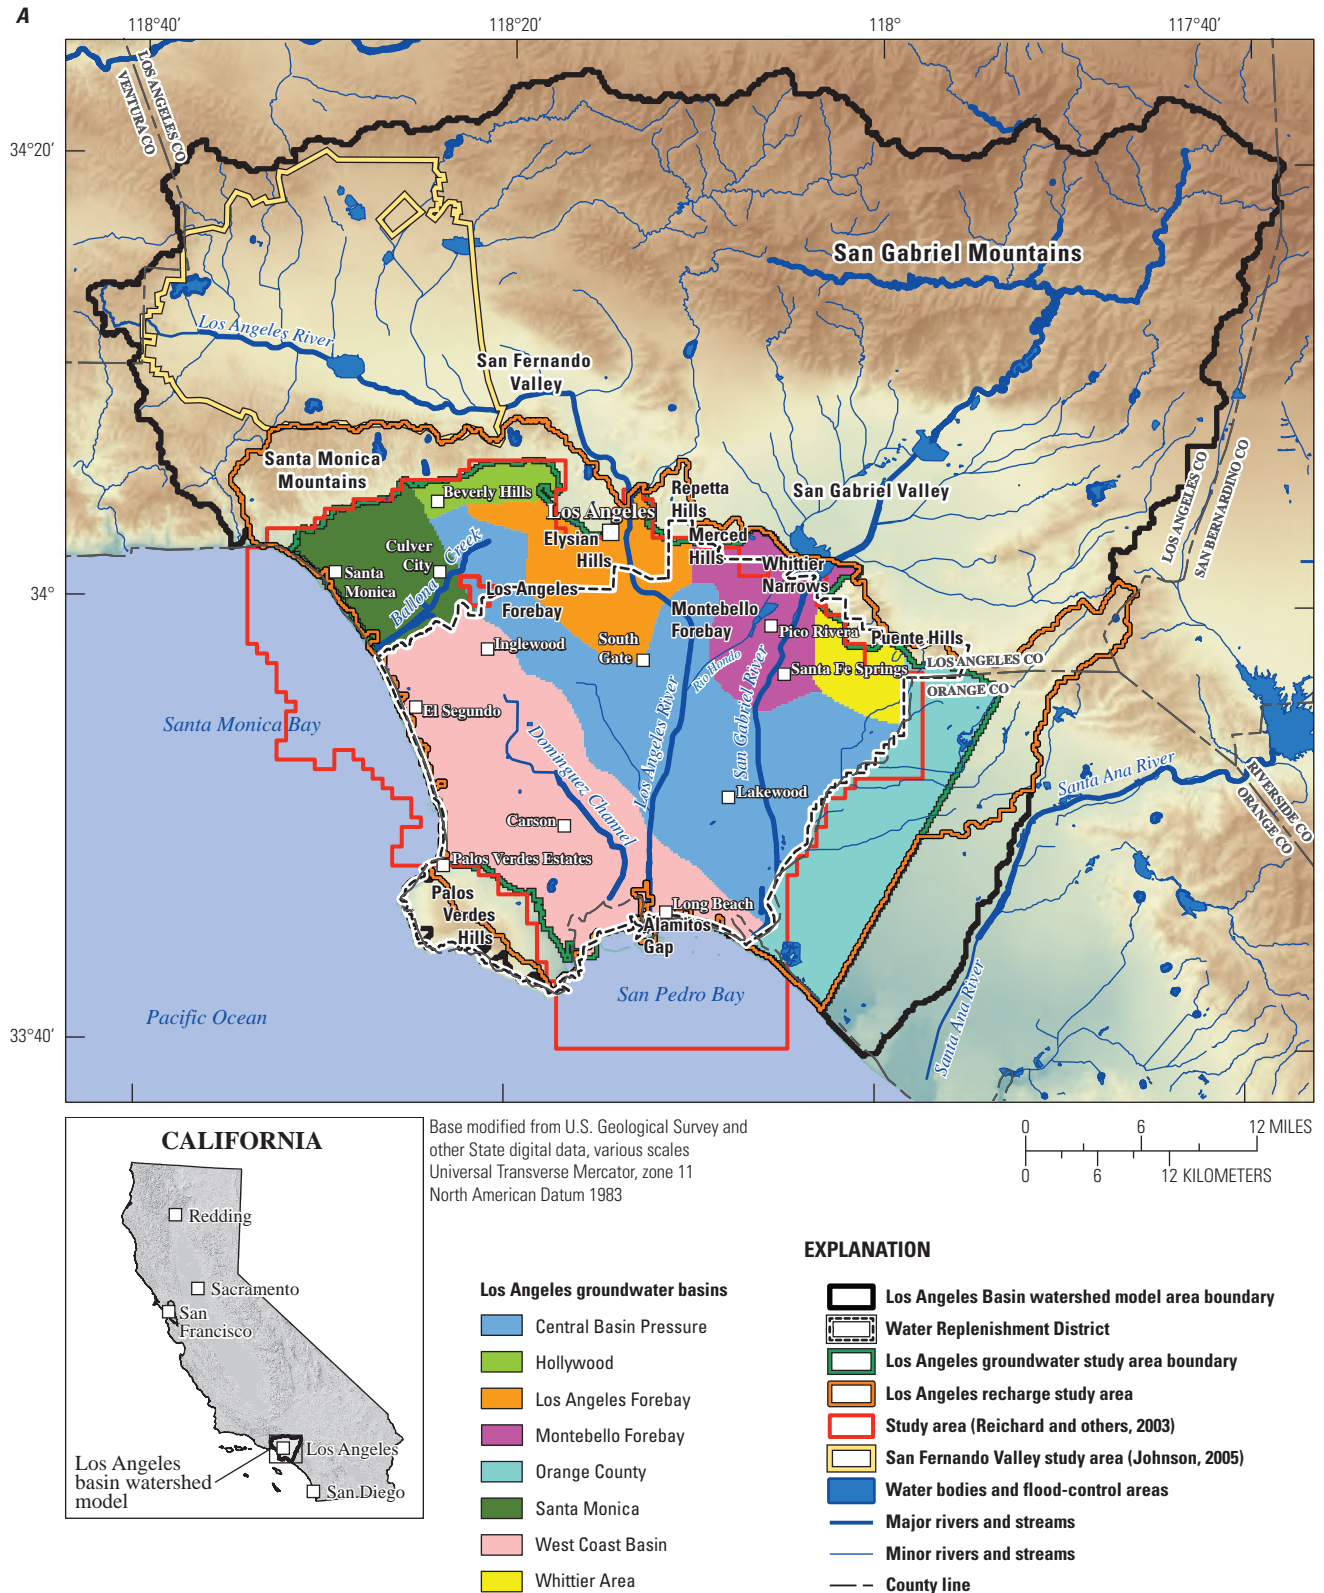 A
118°40'
118°20'
118°
117°40'
LOS ANGELES CO
VENTURA CO
34°20'
San Gabriel Mountains
Los Angeles River
San Fernando
Valley
Santa Monica
Mountains
Beverly Hills
Repetta
Hills
San Gabriel Valley
LOS ANGELES CO
SAN BERNARDINO CO
Los Angeles
Elysian
Hills
Merced
Hills
Culver
City
Ballona Creek
Whittier
Narrows
Santa
Monica
34°
Los Angeles
Forebay
Montebello
Forebay
Pico Rivera
Puente Hills
Inglewood
South
Gate
Rio Hondo
San Gabriel River
Santa Fe Springs
LOS ANGELES CO
ORANGE CO
El Segundo
Santa Monica Bay
Dominguez Channel
Los Angeles River
Santa Ana River
RIVERSIDE CO
ORANGE CO
Lakewood
Carson
Palos Verdes Estates
Palos
Verdes
Hills
Long Beach
Alamitos
Gap
San Pedro Bay
Santa Ana River
Pacific Ocean
33°40'
CALIFORNIA
Redding
Sacramento
San
Francisco
Los Angeles
Los Angeles
basin watershed
model
San Diego
Base modified from U.S. Geological Survey and
other State digital data, various scales
Universal Transverse Mercator, zone 11
North American Datum 1983
0 6 12 MILES
0 6 12 KILOMETERS
EXPLANATION
Los Angeles groundwater basins
Central Basin Pressure
Hollywood
Los Angeles Forebay
Montebello Forebay
Orange County
Santa Monica
West Coast Basin
Whittier Area
Los Angeles Basin watershed model area boundary
Water Replenishment District
Los Angeles groundwater study area boundary
Los Angeles recharge study area
Study area (Reichard and others, 2003)
San Fernando Valley study area (Johnson, 2005)
Water bodies and flood-control areas
Major rivers and streams
Minor rivers and streams
County line